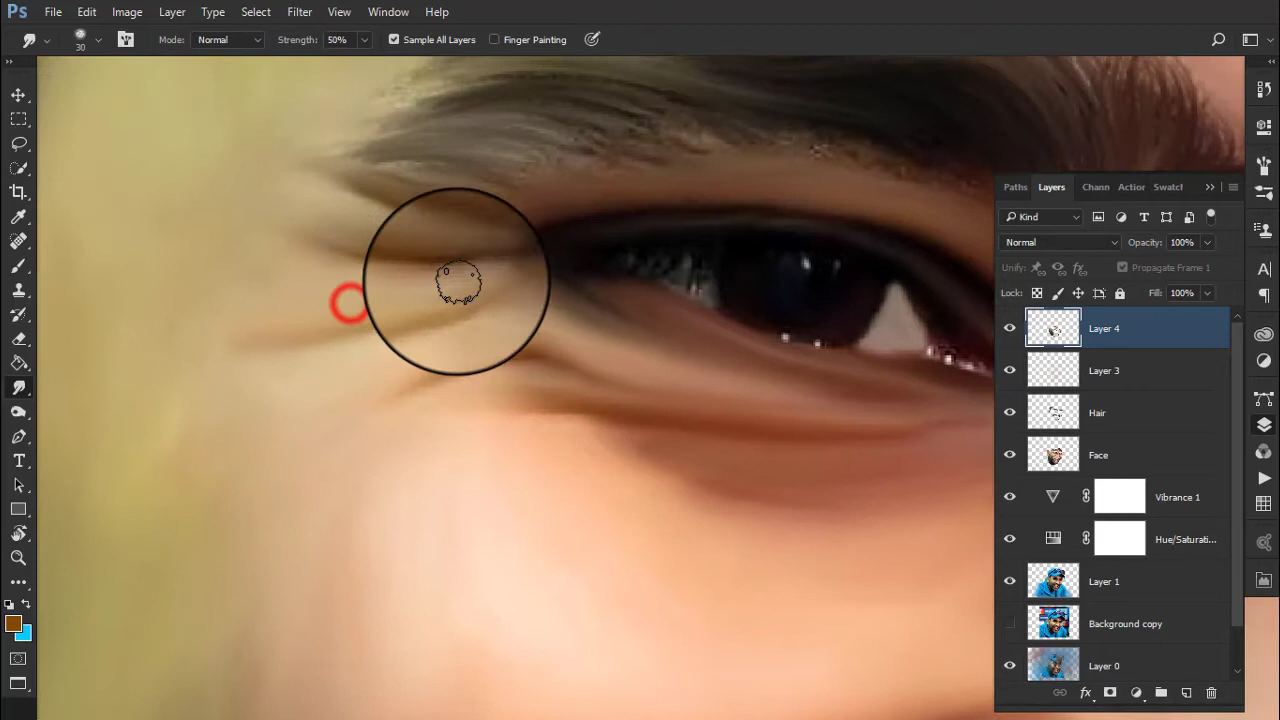 Ps File Edit Image Layer Type Select Filter View Window Help
30 Mode: Normal Strength: 50% Sample All Layers Finger Painting
Paths Layers Chann Action Swatcl
Kind
Normal Opacity: 100%
Unify: Propagate Frame 1
Lock: Fill: 100%
Layer 4
Layer 3
Hair
Face
Vibrance 1
Hue/Saturati...
Layer 1
Background copy
Layer 0
fx